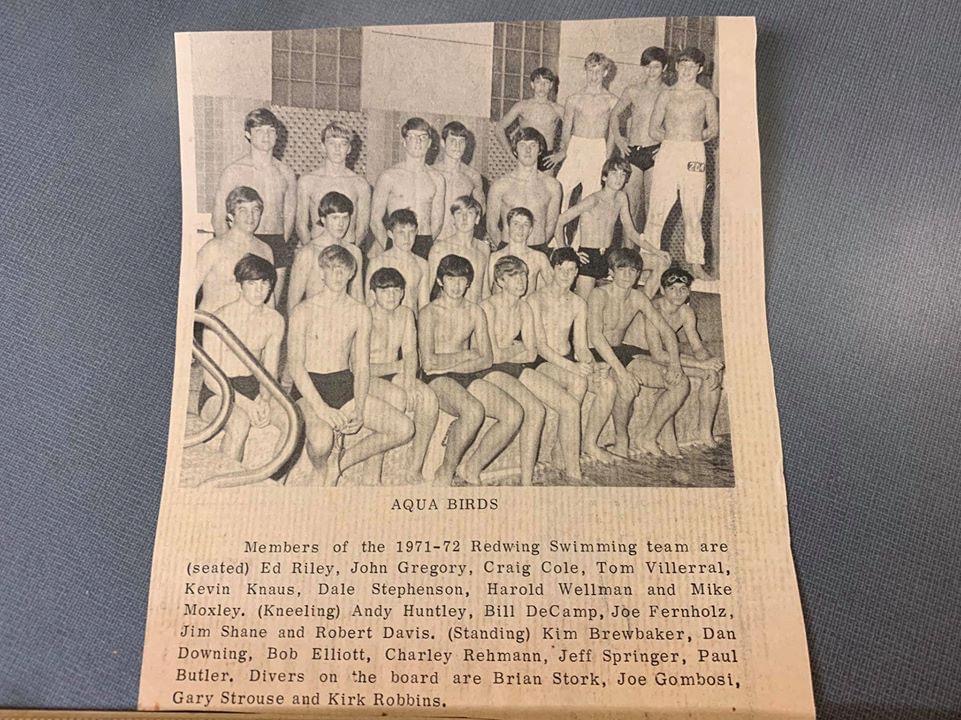 204
AQUA BIRDS
Members of the 1971-72 Redwing Swimming team are
(seated) Ed Riley, John Gregory, Craig Cole, Tom Villerral,
Kevin Knaus, Dale Stephenson, Harold Wellman and Mike
Moxley. (Kneeling) Andy Huntley, Bill DeCamp, Joe Fernholz,
Jim Shane and Robert Davis. (Standing) Kim Brewbaker, Dan
Downing, Bob Elliott, Charley Rehmann, Jeff Springer, Paul
Butler. Divers on the board are Brian Stork, Joe Gombosi,
Gary Strouse and Kirk Robbins.